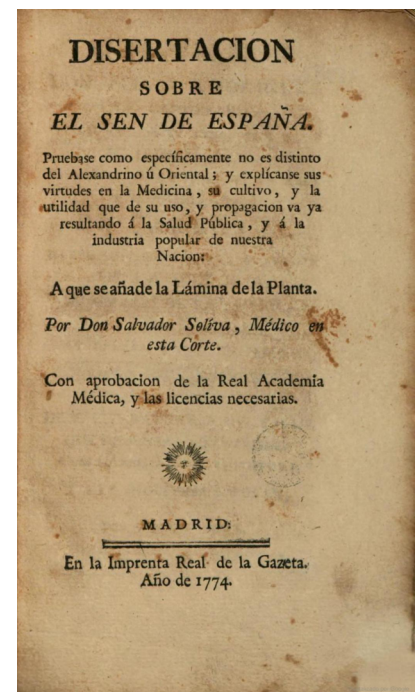 DISERTACION
SOBRE
EL SEN DE ESPAÑA.
Pruebase como específicamente no es distinto
del Alexandrino ú Oriental; y explícanse sus
virtudes en la Medicina, su cultivo, y la
utilidad que de su uso, y propagacion va ya
resultando á la Salud Pública, y á la
industria popular de nuestra
Nacion:
A que se añade la Lámina de la Planta.
Por Don Salvador Solíva, Médico en
esta Corte.
Con aprobacion de la Real Academia
Médica, y las licencias necesarias.
MADRID:
En la Imprenta Real de la Gazeta.
Año de 1774.